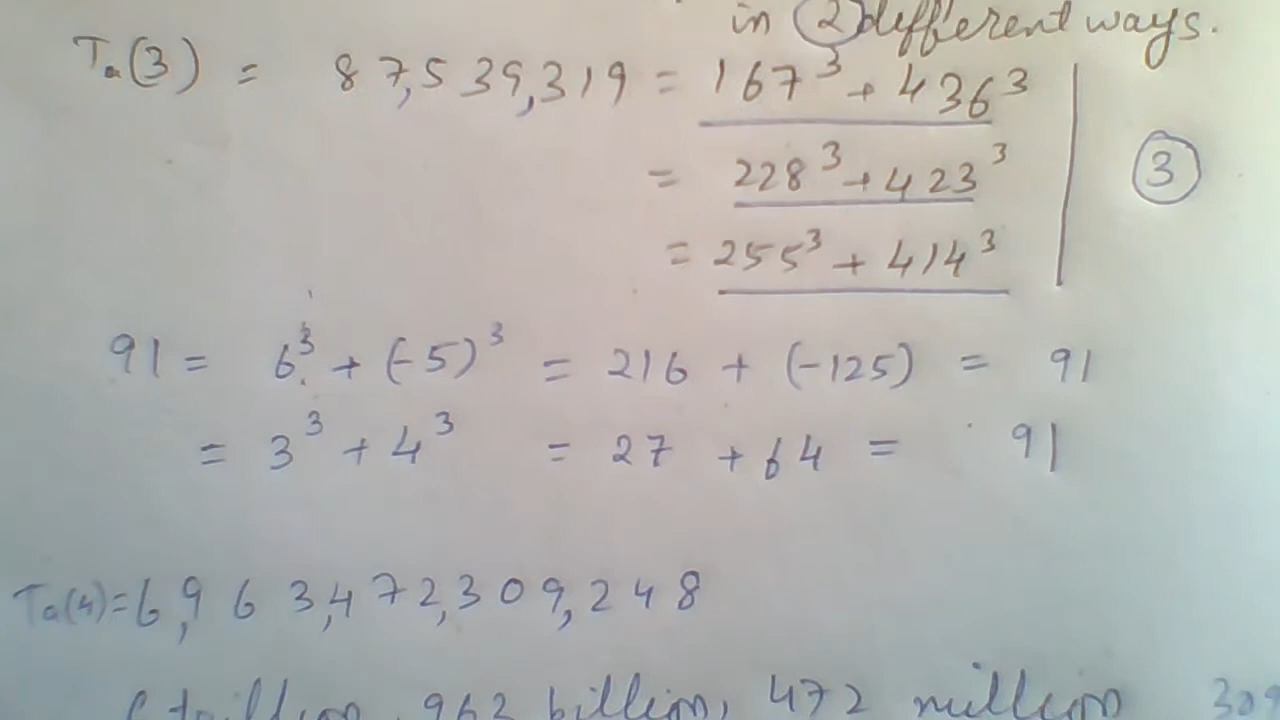 in 2 different ways.
Ta(3) = 87,539,319 = 167³ + 436³
= 228³ + 423³ 3
= 255³ + 414³
91 = 6³ + (-5)³ = 216 + (-125) = 91
= 3³ + 4³ = 27 + 64 = 91
Ta(4) = 6,963,472,309,248
6 trillion, 963 billion, 472 million 309